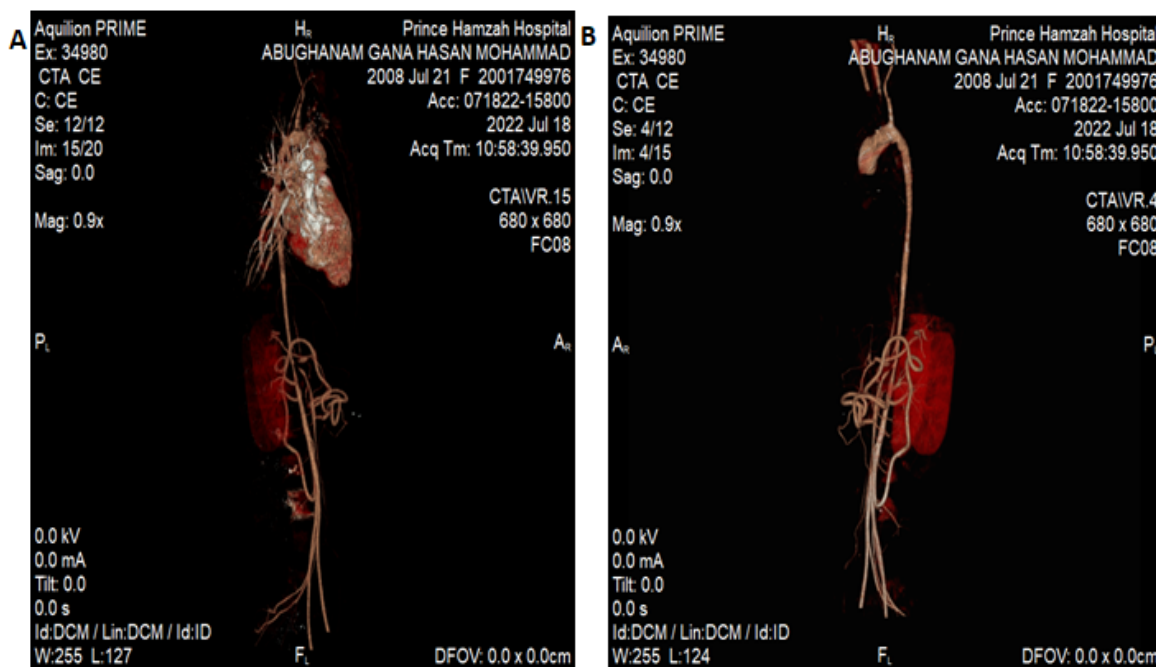 A
Aquilion PRIME
Ex: 34980
CTA CE
C: CE
Se: 12/12
Im: 15/20
Sag: 0.0
Mag: 0.9x
HR
Prince Hamzah Hospital
ABUGHANAM GANA HASAN MOHAMMAD
2008 Jul 21 F 2001749976
Acc: 071822-15800
2022 Jul 18
Acq Tm: 10:58:39.950
CTA\VR.15
680 x 680
FC08
PL
AR
0.0 kV
0.0 mA
Tilt: 0.0
0.0 s
Id:DCM / Lin:DCM / Id:ID
W:255 L:127
FL
DFOV: 0.0 x 0.0cm
B
Aquilion PRIME
Ex: 34980
CTA CE
C: CE
Se: 4/12
Im: 4/15
Sag: 0.0
Mag: 0.9x
HR
Prince Hamzah Hospital
ABUGHANAM GANA HASAN MOHAMMAD
2008 Jul 21 F 2001749976
Acc: 071822-15800
2022 Jul 18
Acq Tm: 10:58:39.950
CTA\VR.4
680 x 680
FC08
AR
PL
0.0 kV
0.0 mA
Tilt: 0.0
0.0 s
Id:DCM / Lin:DCM / Id:ID
W:255 L:124
FL
DFOV: 0.0 x 0.0cm